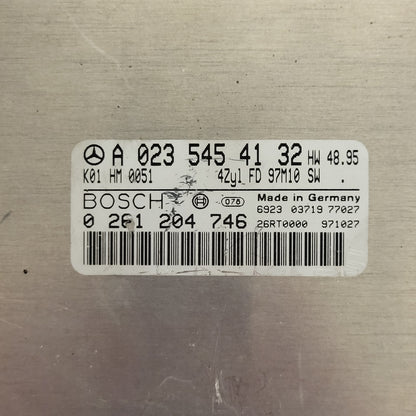 A 023 545 41 32 HW 48.95
K01 HM 0051 4Zyl FD 97M10 SW .
BOSCH 078 Made in Germany
6923 03719 77027
0 261 204 746 26RT0000 971027